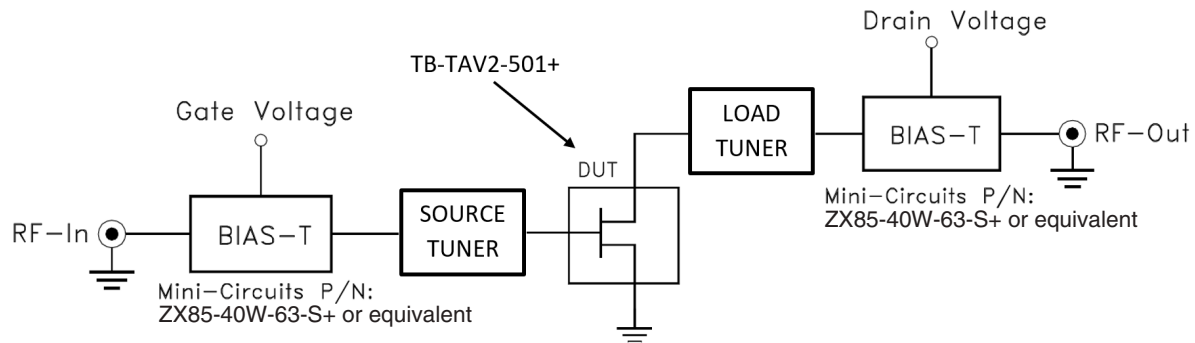 Drain Voltage
TB-TAV2-501+
Gate Voltage
LOAD
TUNER
BIAS-T
RF-Out
DUT
Mini-Circuits P/N:
ZX85-40W-63-S+ or equivalent
RF-In
BIAS-T
SOURCE
TUNER
Mini-Circuits P/N:
ZX85-40W-63-S+ or equivalent